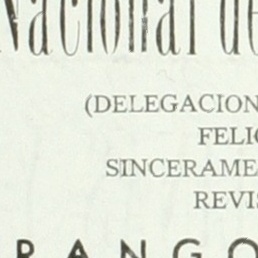 Nacional de
(DELEGACION
FELIC
SINCERAME
REVIS
RANGO